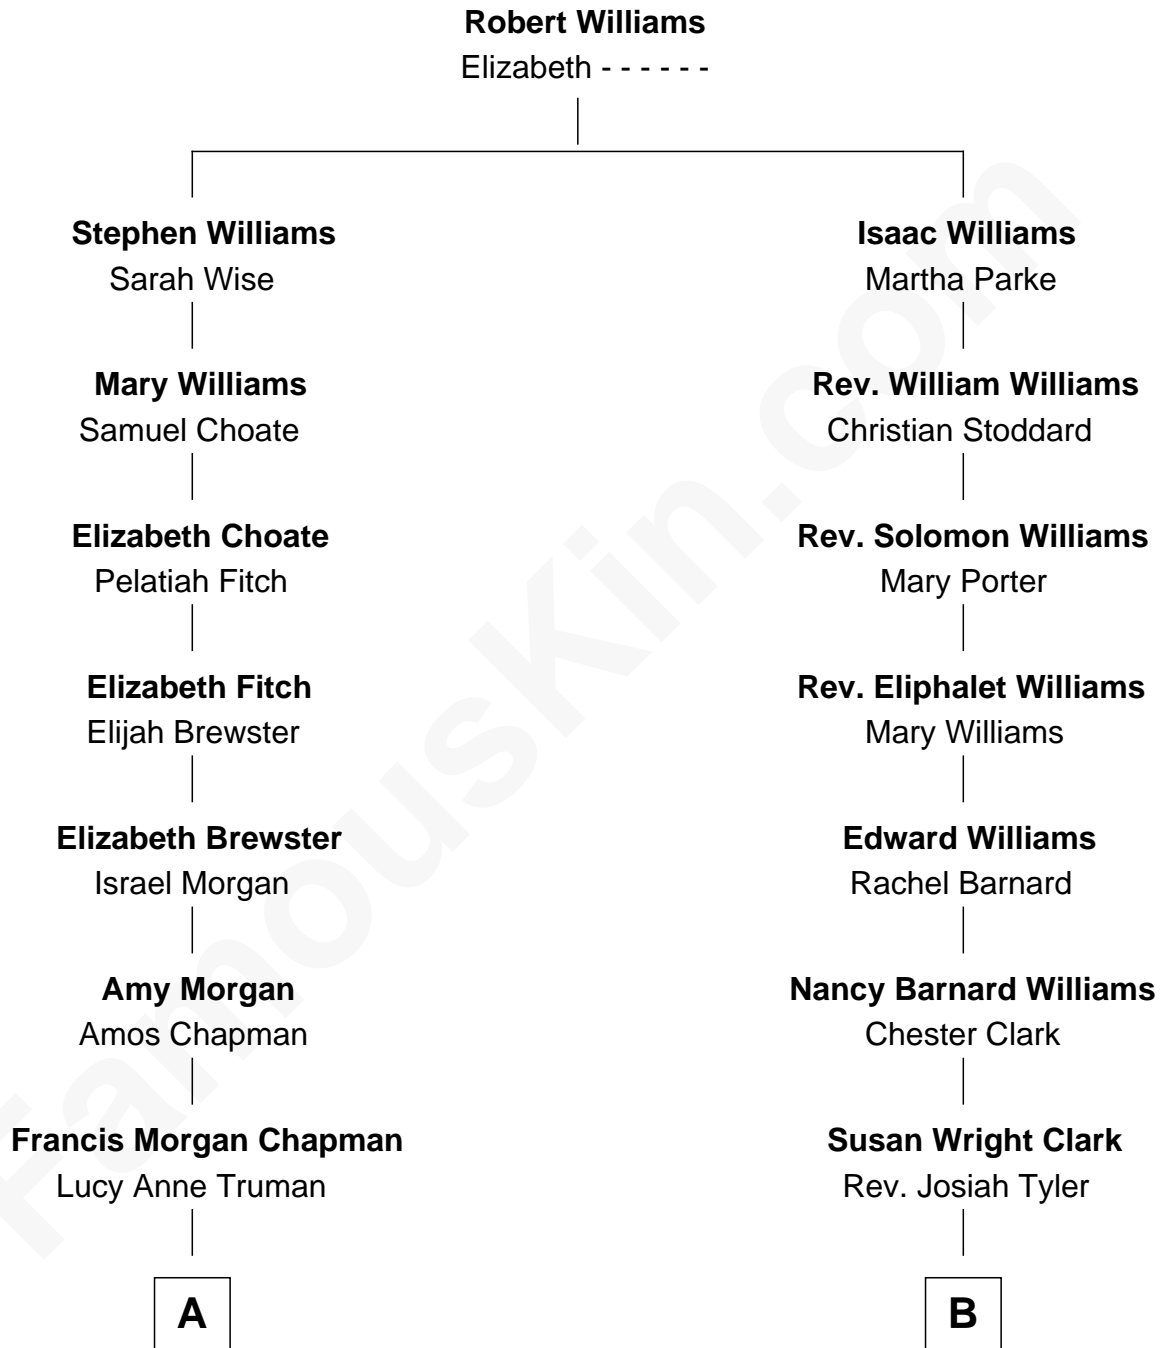 Robert Williams
Elizabeth - - - - - -
Stephen Williams
Sarah Wise
Isaac Williams
Martha Parke
Mary Williams
Samuel Choate
Rev. William Williams
Christian Stoddard
Elizabeth Choate
Pelatiah Fitch
Rev. Solomon Williams
Mary Porter
Elizabeth Fitch
Elijah Brewster
Rev. Eliphalet Williams
Mary Williams
Elizabeth Brewster
Israel Morgan
Edward Williams
Rachel Barnard
Amy Morgan
Amos Chapman
Nancy Barnard Williams
Chester Clark
Francis Morgan Chapman
Lucy Anne Truman
Susan Wright Clark
Rev. Josiah Tyler
A
B
FamousKin.com